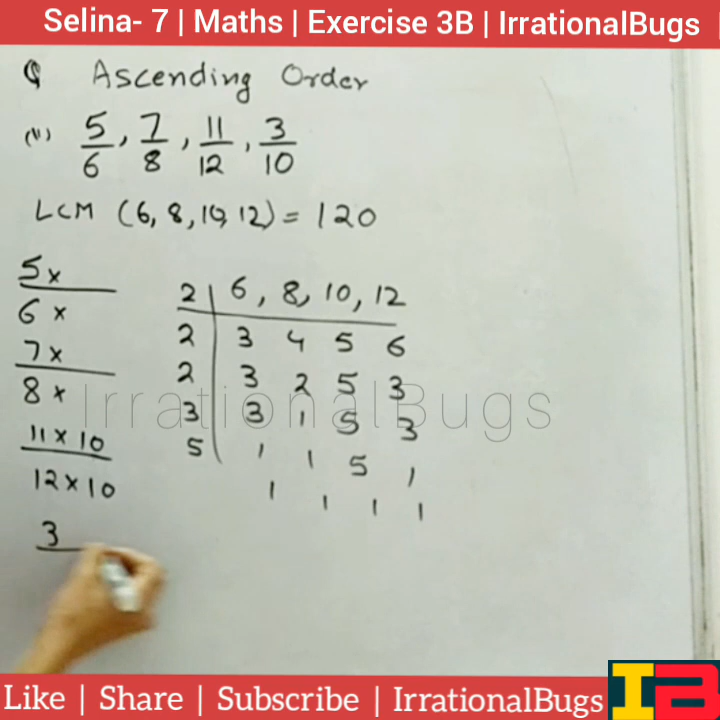 Selina- 7 | Maths | Exercise 3B | IrrationalBugs
Q Ascending Order
(v) 5/6, 7/8, 11/12, 3/10
LCM (6, 8, 10, 12) = 120
5 ×
6 ×
7 ×
8 ×
11 × 10
12 × 10
3
2 | 6, 8, 10, 12
2 3 4 5 6
2 3 2 5 3
3 3 1 5 3
5 1 1 5 1
1 1 1 1
IrrationalBugs
Like | Share | Subscribe | IrrationalBugs
IB